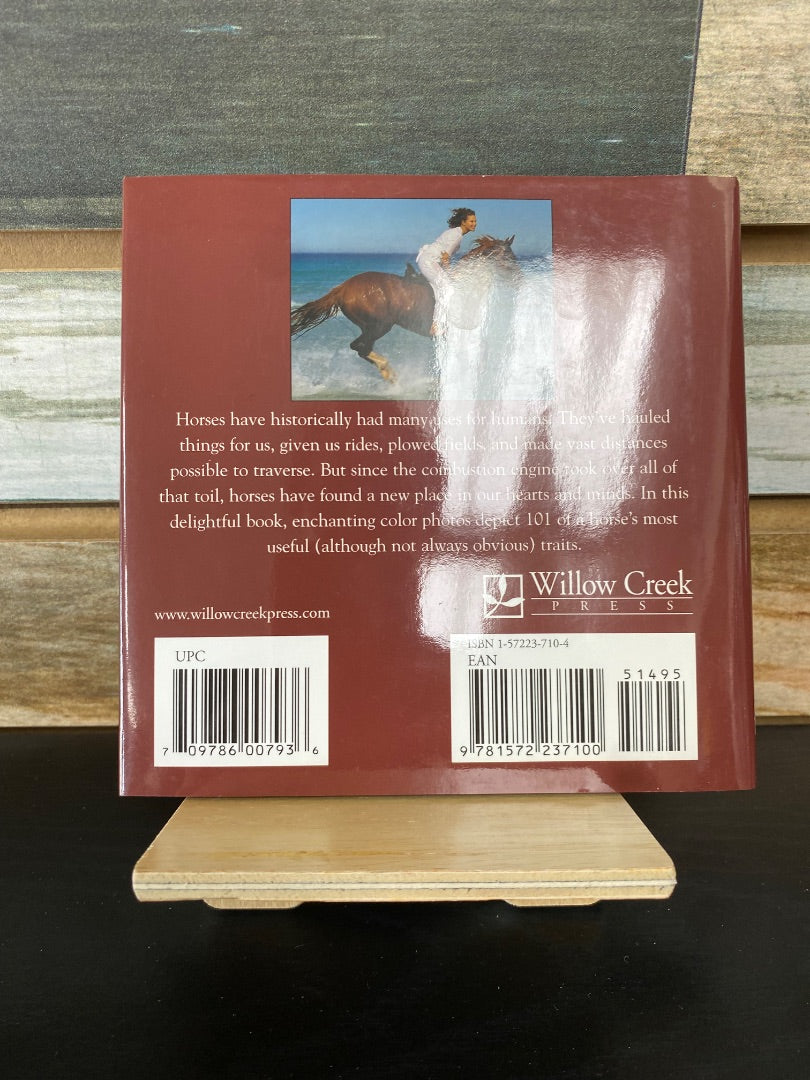 Horses have historically had many uses for humans. They've hauled
things for us, given us rides, plowed fields, and made vast distances
possible to traverse. But since the combustion engine took over all of
that toil, horses have found a new place in our hearts and minds. In this
delightful book, enchanting color photos depict 101 of a horse's most
useful (although not always obvious) traits.
Willow Creek
PRESS
www.willowcreekpress.com
UPC
7 09786 00793 6
ISBN 1-57223-710-4
EAN
51495
9 781572 237100